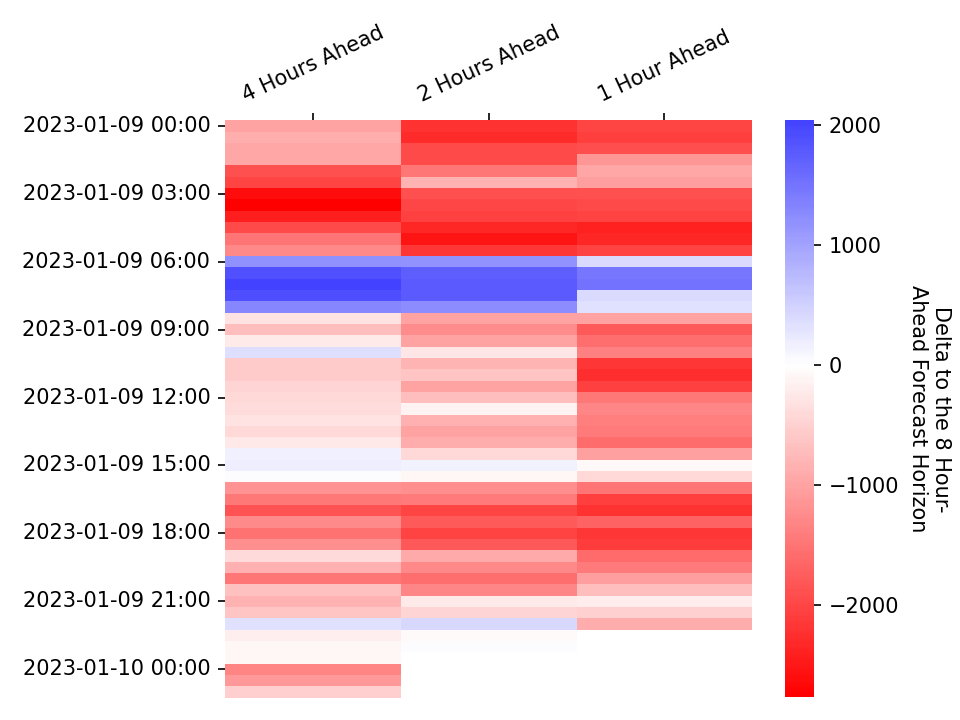 4 Hours Ahead
2 Hours Ahead
1 Hour Ahead
2023-01-09 00:00
2023-01-09 03:00
2023-01-09 06:00
2023-01-09 09:00
2023-01-09 12:00
2023-01-09 15:00
2023-01-09 18:00
2023-01-09 21:00
2023-01-10 00:00
2000
1000
0
−1000
−2000
Delta to the 8 Hour-
Ahead Forecast Horizon